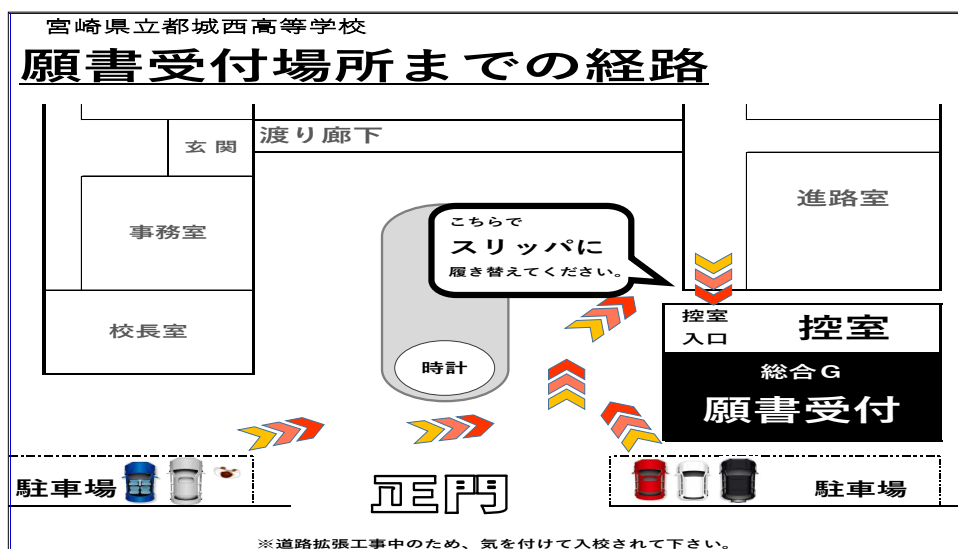 宮崎県立都城西高等学校
願書受付場所までの経路
玄関
渡り廊下
進路室
事務室
こちらで
スリッパに
履き替えてください。
校長室
控室
入口
控室
時計
総合G
願書受付
駐車場
正門
駐車場
※道路拡張工事中のため、気を付けて入校されて下さい。